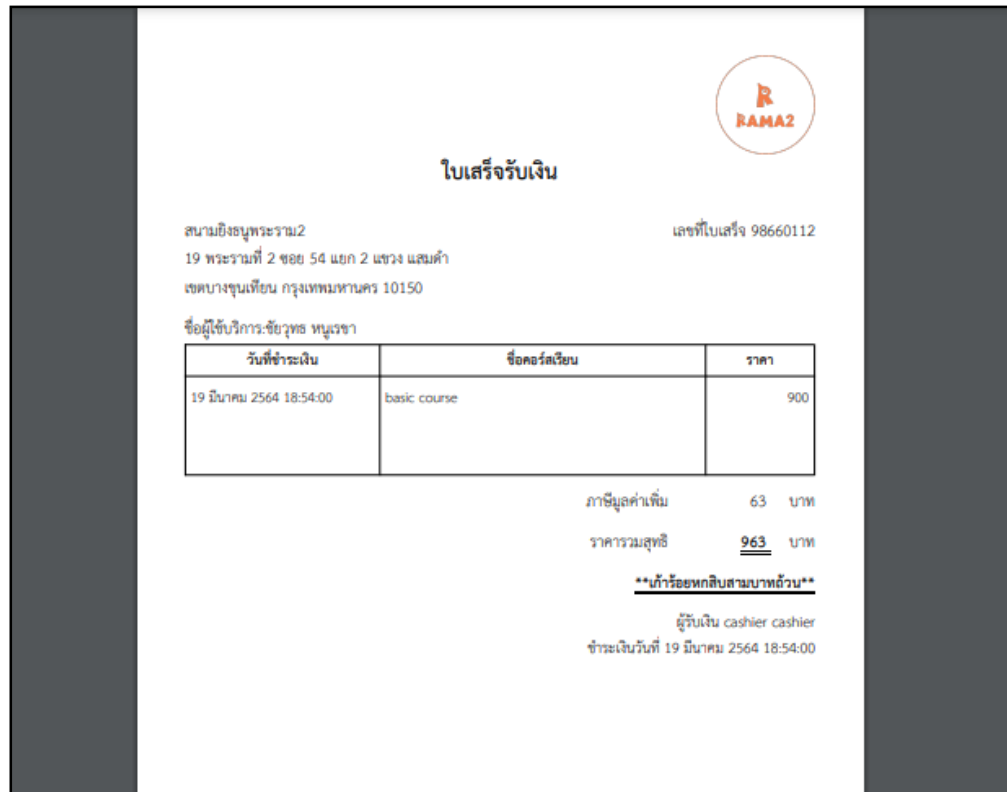 R
RAMA2
ใบเสร็จรับเงิน
สนามยิงธนูพระราม2 เลขที่ใบเสร็จ 98660112
19 พระรามที่ 2 ซอย 54 แยก 2 แขวง แสมดำ
เขตบางขุนเทียน กรุงเทพมหานคร 10150
ชื่อผู้ใช้บริการ:ชัยวุทธ หนูเรขา
วันที่ชำระเงิน ชื่อคอร์สเรียน ราคา
19 มีนาคม 2564 18:54:00 basic course 900
ภาษีมูลค่าเพิ่ม 63 บาท
ราคารวมสุทธิ 963 บาท
**เก้าร้อยหกสิบสามบาทถ้วน**
ผู้รับเงิน cashier cashier
ชำระเงินวันที่ 19 มีนาคม 2564 18:54:00